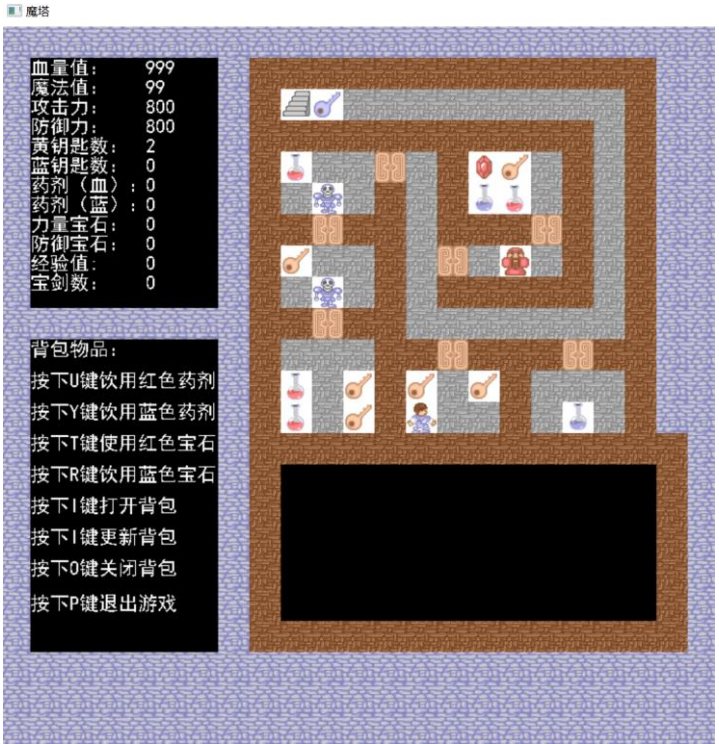 魔塔
血量值： 999
魔法值： 99
攻击力： 800
防御力： 800
黄钥匙数： 2
蓝钥匙数： 0
药剂（血）：0
药剂（蓝）：0
力量宝石： 0
防御宝石： 0
经验值： 0
宝剑数： 0
背包物品：
按下U键饮用红色药剂
按下Y键饮用蓝色药剂
按下T键使用红色宝石
按下R键饮用蓝色宝石
按下I键打开背包
按下I键更新背包
按下O键关闭背包
按下P键退出游戏